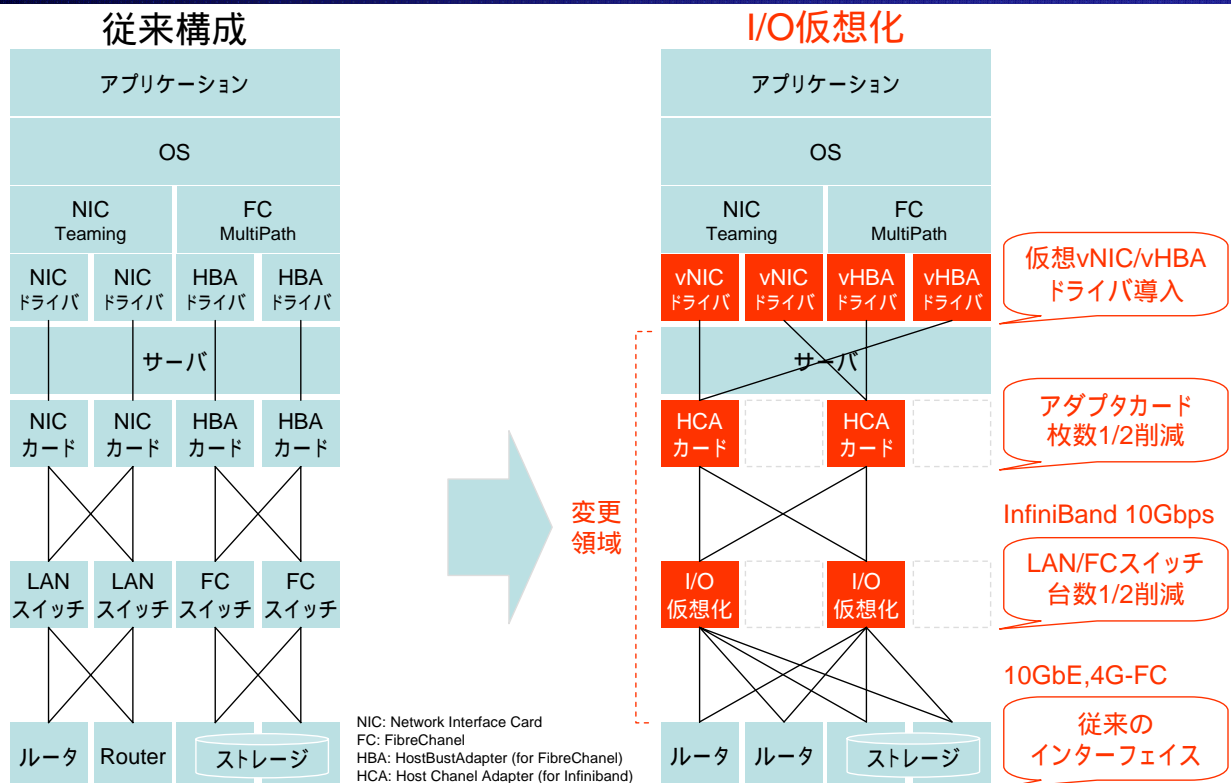 従来構成
アプリケーション
OS
NIC
Teaming
FC
MultiPath
NIC
ドライバ
NIC
ドライバ
HBA
ドライバ
HBA
ドライバ
サーバ
NIC
カード
NIC
カード
HBA
カード
HBA
カード
LAN
スイッチ
LAN
スイッチ
FC
スイッチ
FC
スイッチ
ルータ
Router
ストレージ
NIC: Network Interface Card
FC: FibreChanel
HBA: HostBustAdapter (for FibreChanel)
HCA: Host Chanel Adapter (for Infiniband)
I/O仮想化
アプリケーション
OS
NIC
Teaming
FC
MultiPath
vNIC
ドライバ
vNIC
ドライバ
vHBA
ドライバ
vHBA
ドライバ
仮想vNIC/vHBA
ドライバ導入
サーバ
HCA
カード
HCA
カード
アダプタカード
枚数1/2削減
変更
領域
InfiniBand 10Gbps
I/O
仮想化
I/O
仮想化
LAN/FCスイッチ
台数1/2削減
10GbE,4G-FC
ルータ
ルータ
ストレージ
従来の
インターフェイス